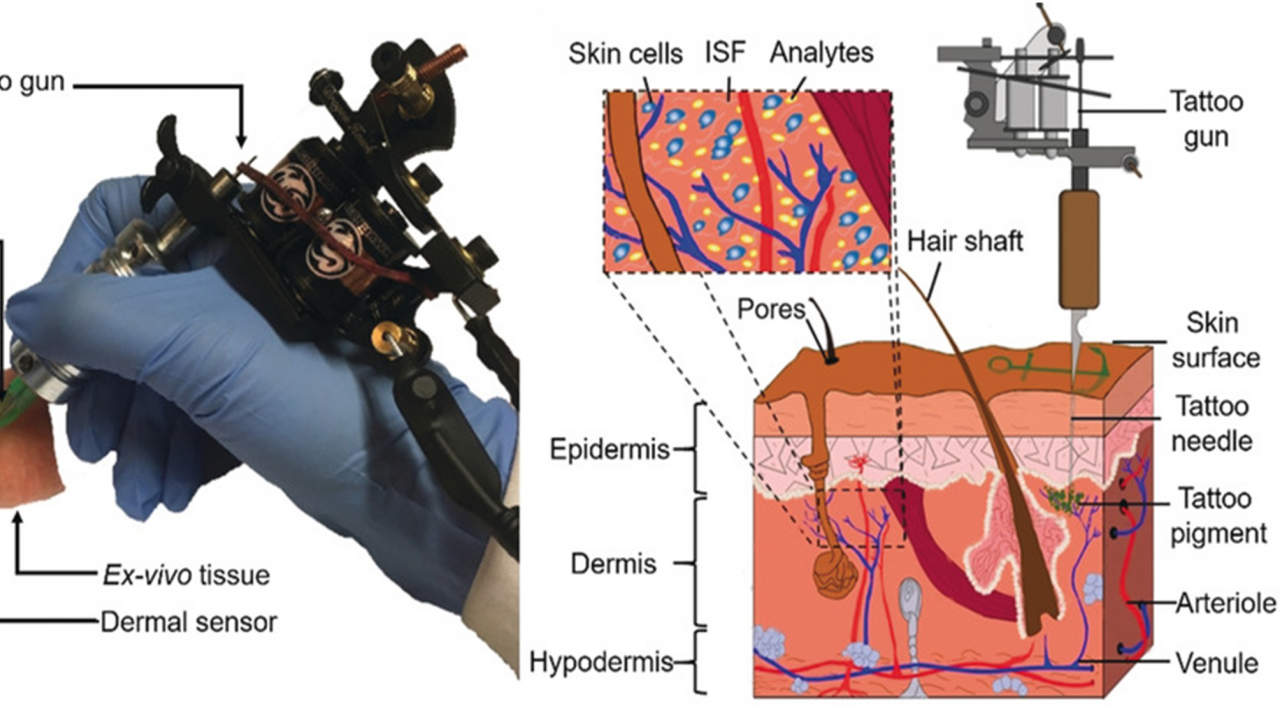 o gun
Ex-vivo tissue
Dermal sensor
Skin cells ISF Analytes
Tattoo
gun
Hair shaft
Pores
Skin
surface
Epidermis
Tattoo
needle
Tattoo
pigment
Dermis
Arteriole
Hypodermis
Venule